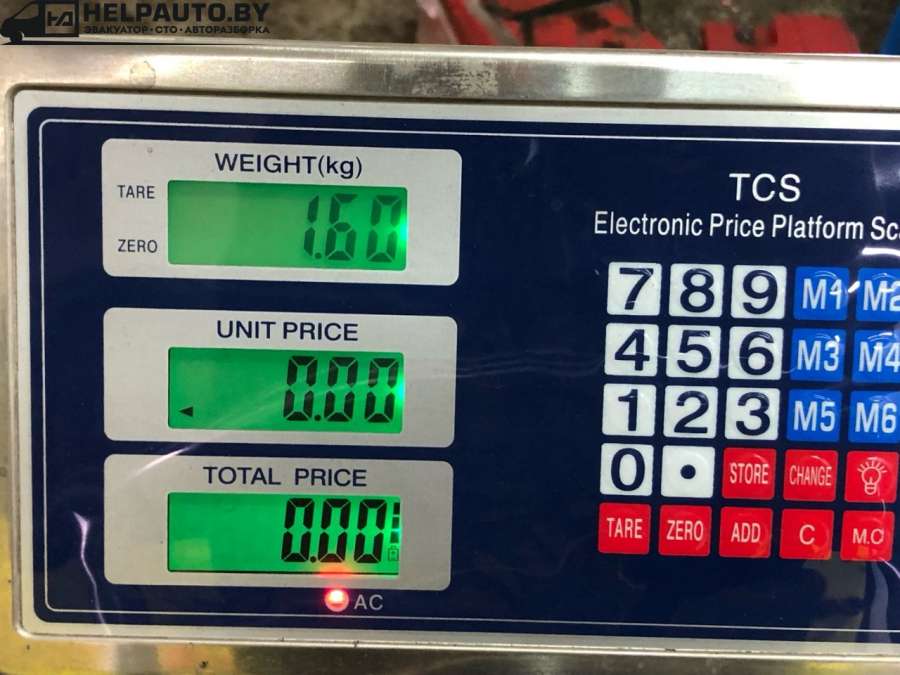 HELPAUTO.BY
ЭВАКУАТОР·СТО·АВТОРАЗБОРКА
WEIGHT(kg)
TARE
1.60
ZERO
UNIT PRICE
0.00
TOTAL PRICE
0.00
AC
TCS
Electronic Price Platform
7 8 9 M1 M2
4 5 6 M3 M4
1 2 3 M5 M6
0 . STORE CHANGE
TARE ZERO ADD C M.C